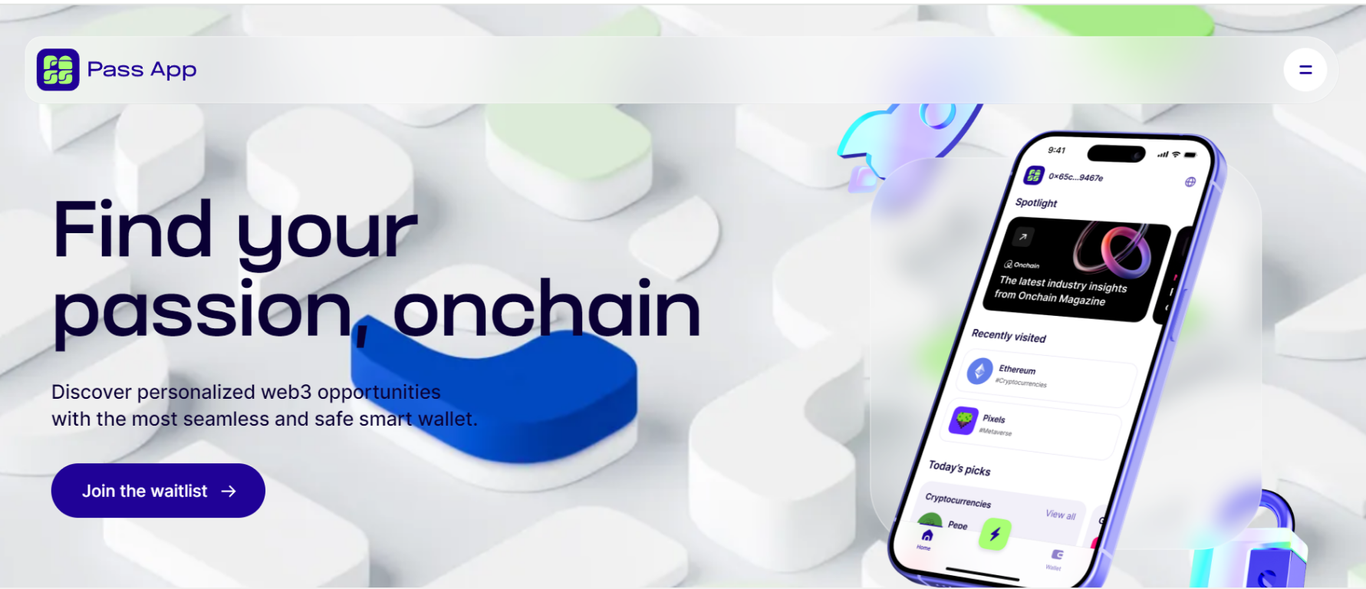 Pass App
Find your
passion, onchain
Discover personalized web3 opportunities
with the most seamless and safe smart wallet.
Join the waitlist →
9:41
0x65c...9467e
Spotlight
Onchain
The latest industry insights
from Onchain Magazine
Recently visited
Ethereum
#Cryptocurrencies
Pixels
#Metaverse
Today's picks
Cryptocurrencies
View all
Pepe
Home
Wallet